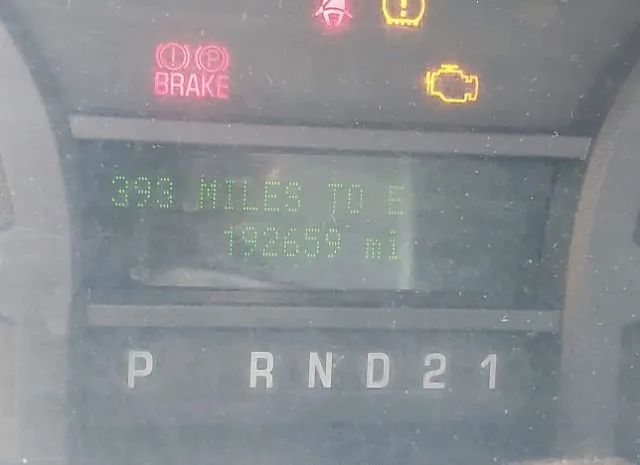 (!) (P)
BRAKE
393 MILES TO E
192659 mi
P R N D 2 1